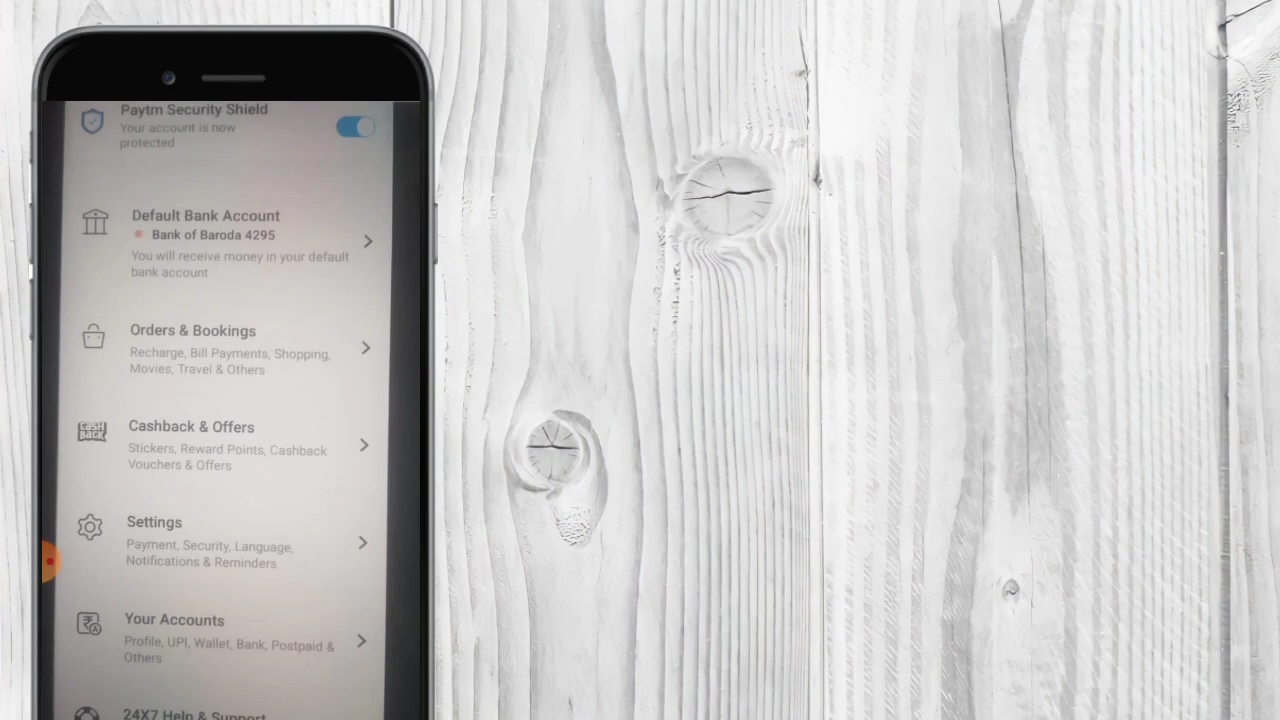 Paytm Security Shield
Your account is now
protected
Default Bank Account
Bank of Baroda 4295
You will receive money in your default
bank account
Orders & Bookings
Recharge, Bill Payments, Shopping,
Movies, Travel & Others
CASH
BACK
Cashback & Offers
Stickers, Reward Points, Cashback
Vouchers & Offers
Settings
Payment, Security, Language,
Notifications & Reminders
Your Accounts
Profile, UPI, Wallet, Bank, Postpaid &
Others
24X7 Help & Support